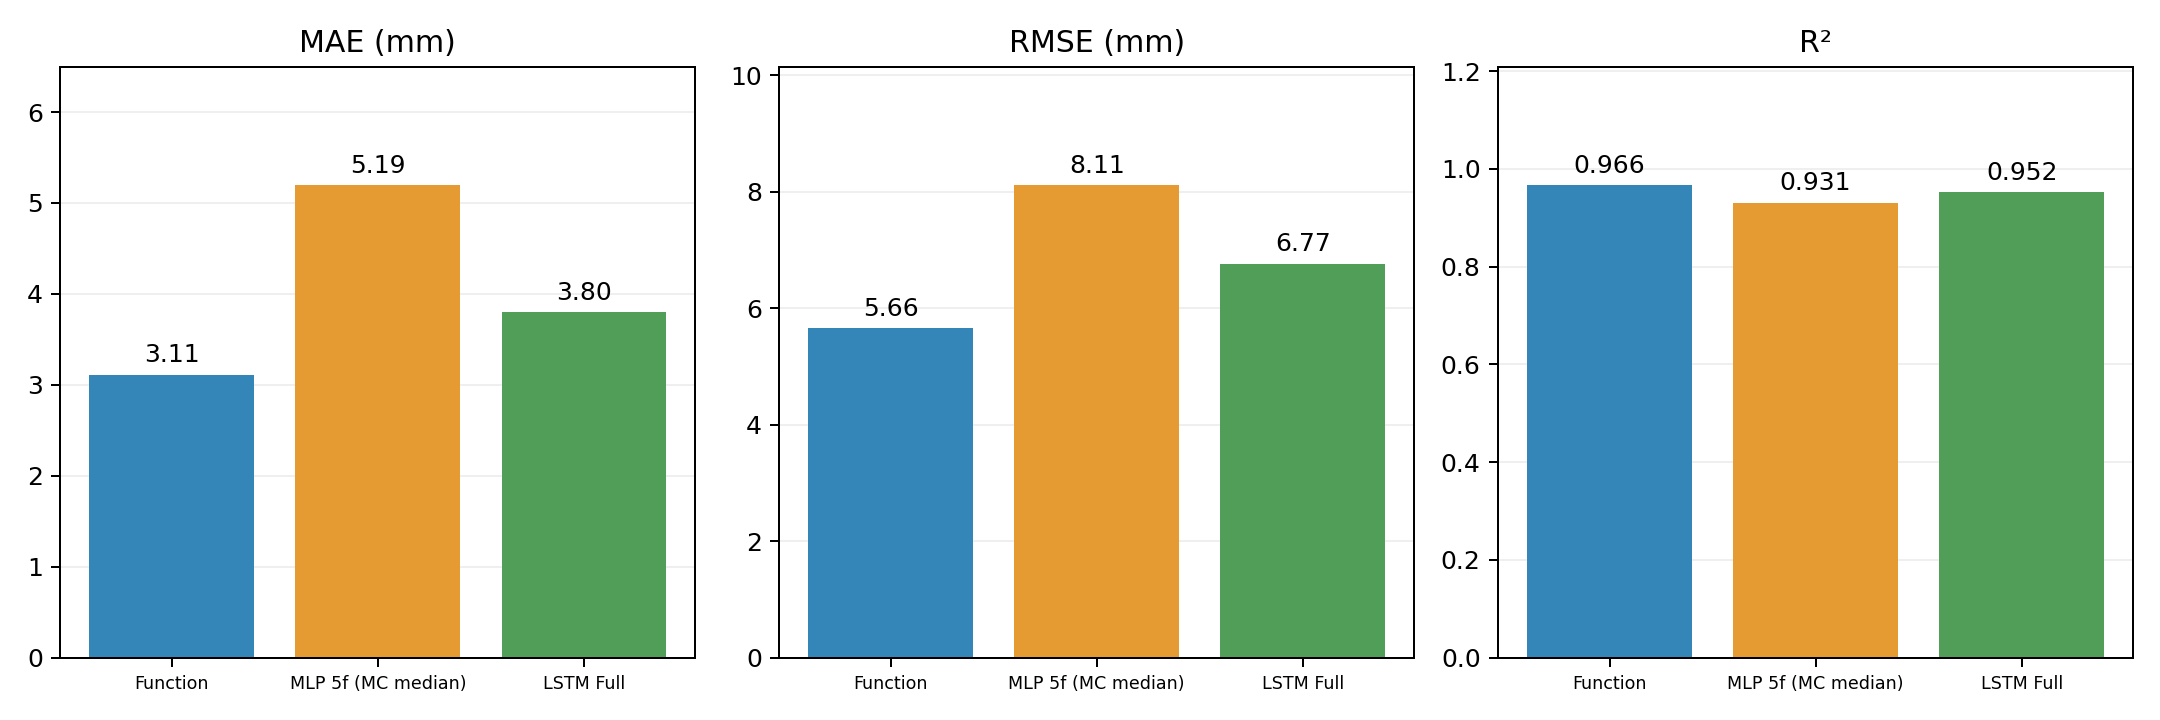 MAE (mm)
6
5
4
3
2
1
0
3.11
5.19
3.80
Function
MLP 5f (MC median)
LSTM Full
RMSE (mm)
10
8
6
4
2
0
5.66
8.11
6.77
Function
MLP 5f (MC median)
LSTM Full
R²
1.2
1.0
0.8
0.6
0.4
0.2
0.0
0.966
0.931
0.952
Function
MLP 5f (MC median)
LSTM Full